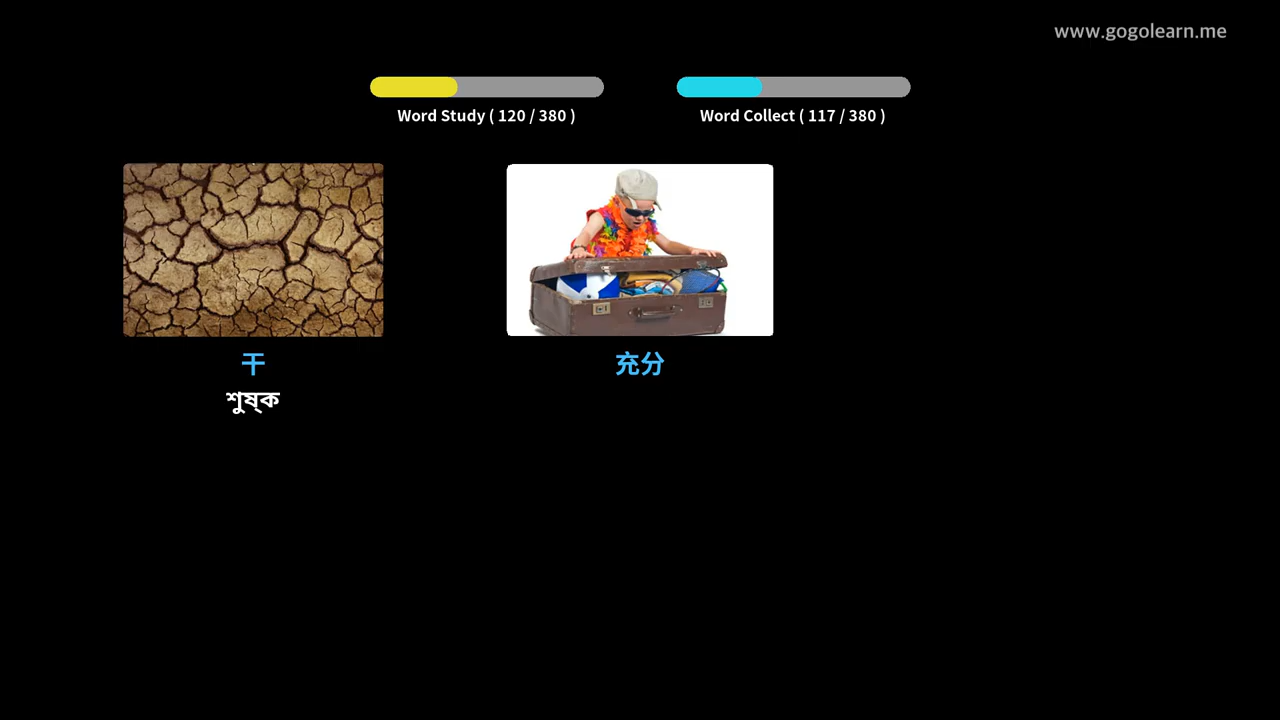 www.gogolearn.me
Word Study ( 120 / 380 )
Word Collect ( 117 / 380 )
干
শুষ্ক
充分